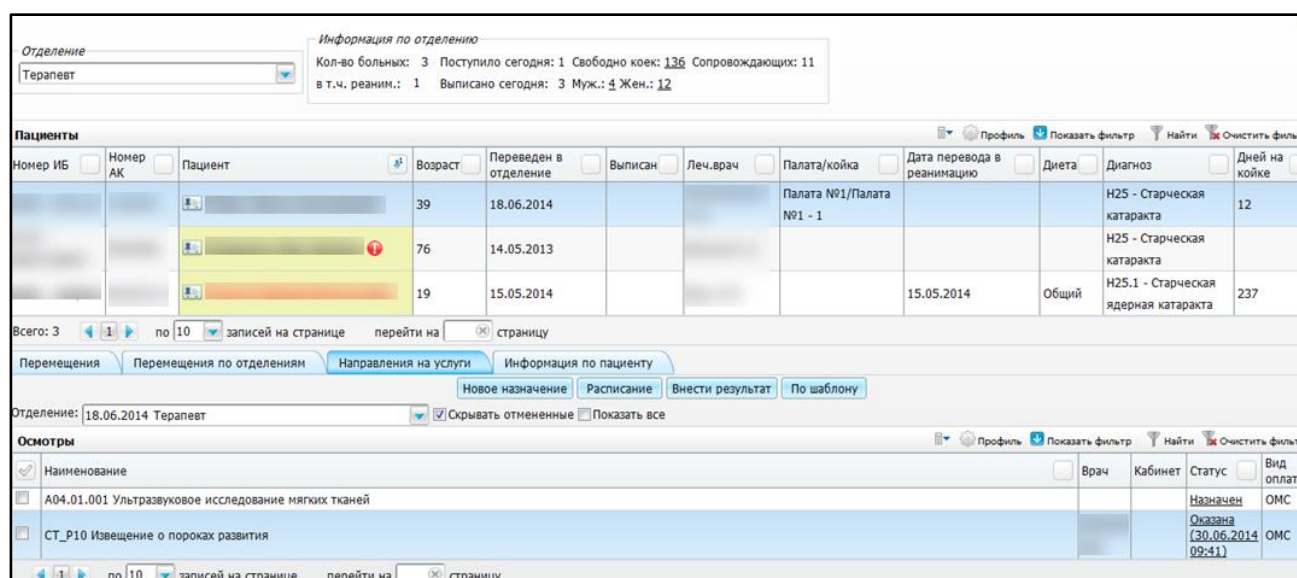 Отделение
Терапевт
Информация по отделению
Кол-во больных: 3 Поступило сегодня: 1 Свободно коек: 136 Сопровождающих: 11
в т.ч. реаним.: 1 Выписано сегодня: 3 Муж.: 4 Жен.: 12
Пациенты
Профиль Показать фильтр Найти Очистить филь
Номер ИБ Номер АК Пациент Возраст Переведен в отделение Выписан Леч.врач Палата/койка Дата перевода в реанимацию Диета Диагноз Дней на койке
39 18.06.2014 Палата №1/Палата №1 - 1 H25 - Старческая катаракта 12
76 14.05.2013 H25 - Старческая катаракта
19 15.05.2014 15.05.2014 Общий H25.1 - Старческая ядерная катаракта 237
Всего: 3 1 по 10 записей на странице перейти на страницу
Перемещения Перемещения по отделениям Направления на услуги Информация по пациенту
Новое назначение Расписание Внести результат По шаблону
Отделение: 18.06.2014 Терапевт Скрывать отмененные Показать все
Осмотры
Профиль Показать фильтр Найти Очистить фильт
Наименование Врач Кабинет Статус Вид оплат
A04.01.001 Ультразвуковое исследование мягких тканей Назначен ОМС
СТ_Р10 Извещение о пороках развития Оказана (30.06.2014 09:41) ОМС
1 по 10 записей на странице перейти на страницу